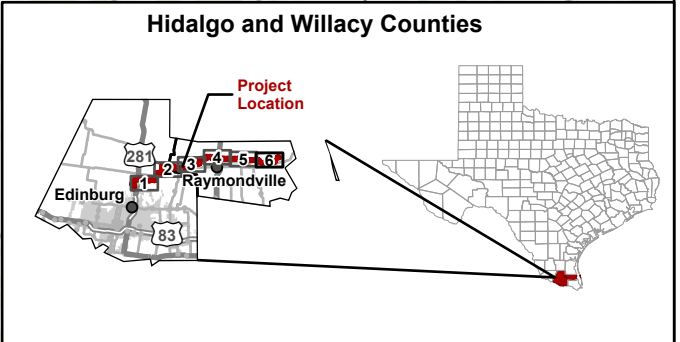 Hidalgo and Willacy Counties
Project
Location
281
1
2
3
4
5
6
Raymondville
Edinburg
83